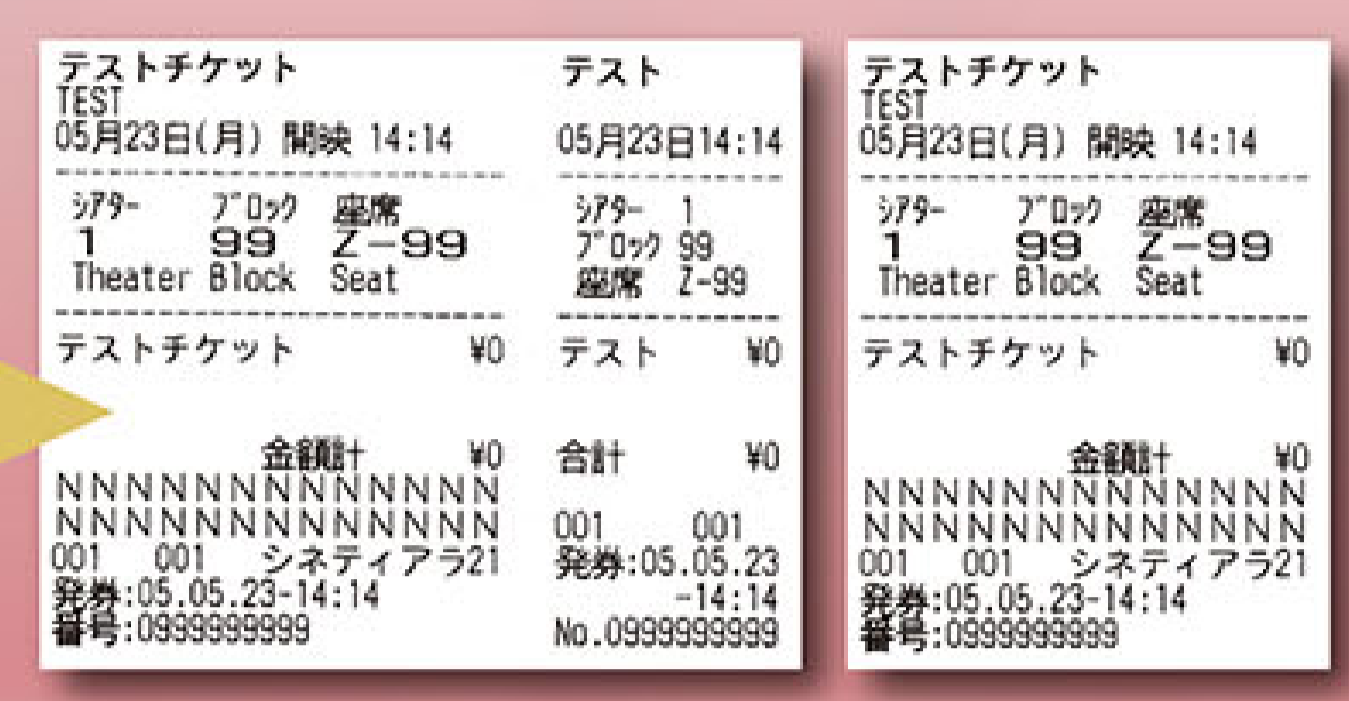 テストチケット
TEST
05月23日(月) 開映 14:14
ｼｱﾀｰ ﾌﾞﾛｯｸ 座席
1 99 Z-99
Theater Block Seat
テストチケット ¥0
金額計 ¥0
NNNNNNNNNNNNN
NNNNNNNNNNNNN
001 001 シネティアラ21
発券:05.05.23-14:14
番号:0999999999
テスト
05月23日14:14
ｼｱﾀｰ 1
ﾌﾞﾛｯｸ 99
座席 Z-99
テスト ¥0
合計 ¥0
001 001
発券:05.05.23
-14:14
No.0999999999
テストチケット
TEST
05月23日(月) 開映 14:14
ｼｱﾀｰ ﾌﾞﾛｯｸ 座席
1 99 Z-99
Theater Block Seat
テストチケット ¥0
金額計 ¥0
NNNNNNNNNNNNN
NNNNNNNNNNNNN
001 001 シネティアラ21
発券:05.05.23-14:14
番号:0999999999